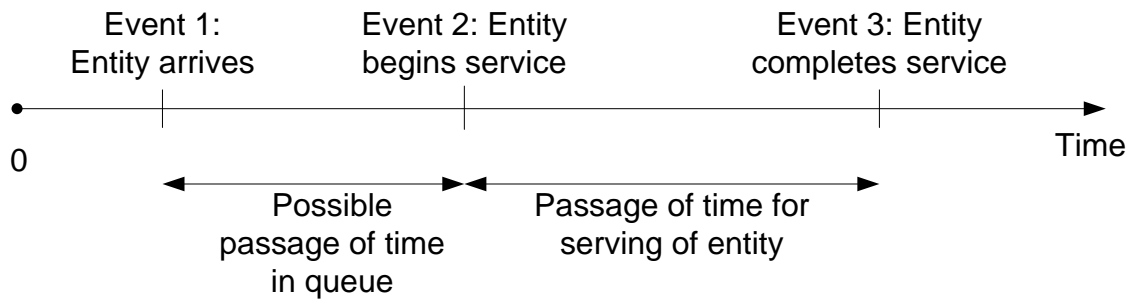 Event 1:
Entity arrives
Event 2: Entity
begins service
Event 3: Entity
completes service
0
Time
Possible
passage of time
in queue
Passage of time for
serving of entity